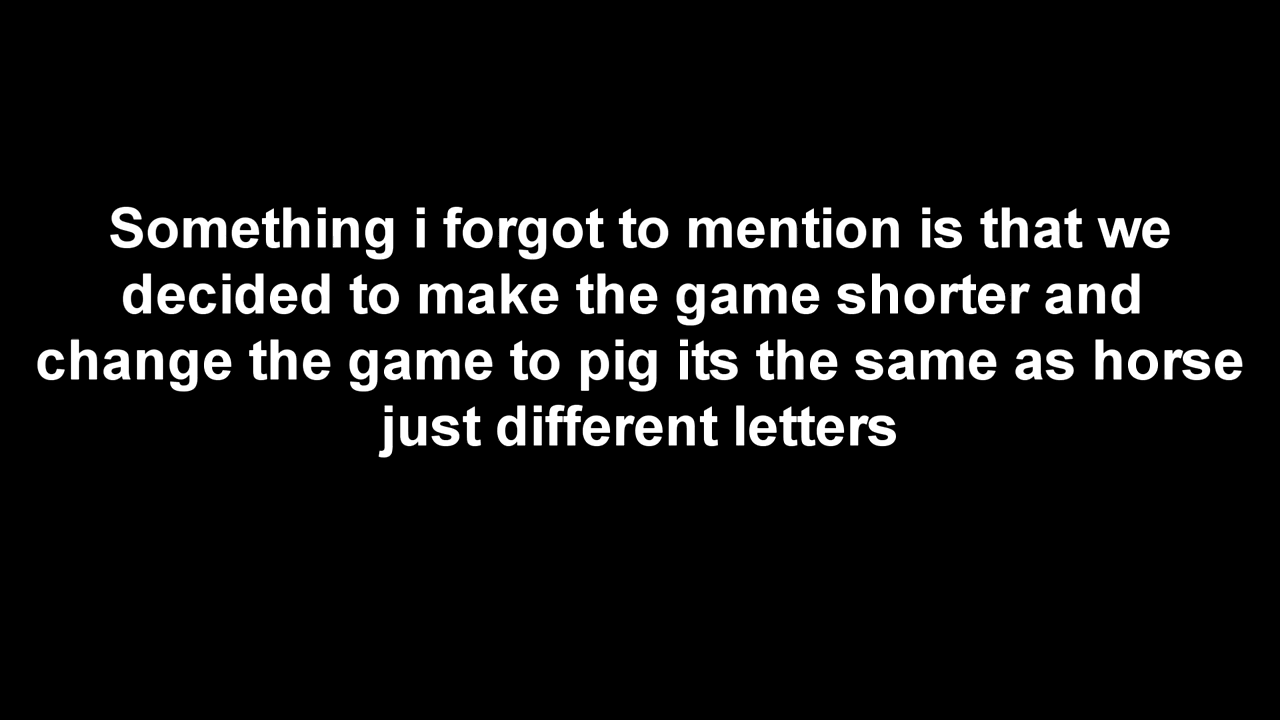 Something i forgot to mention is that we
decided to make the game shorter and
change the game to pig its the same as horse
just different letters